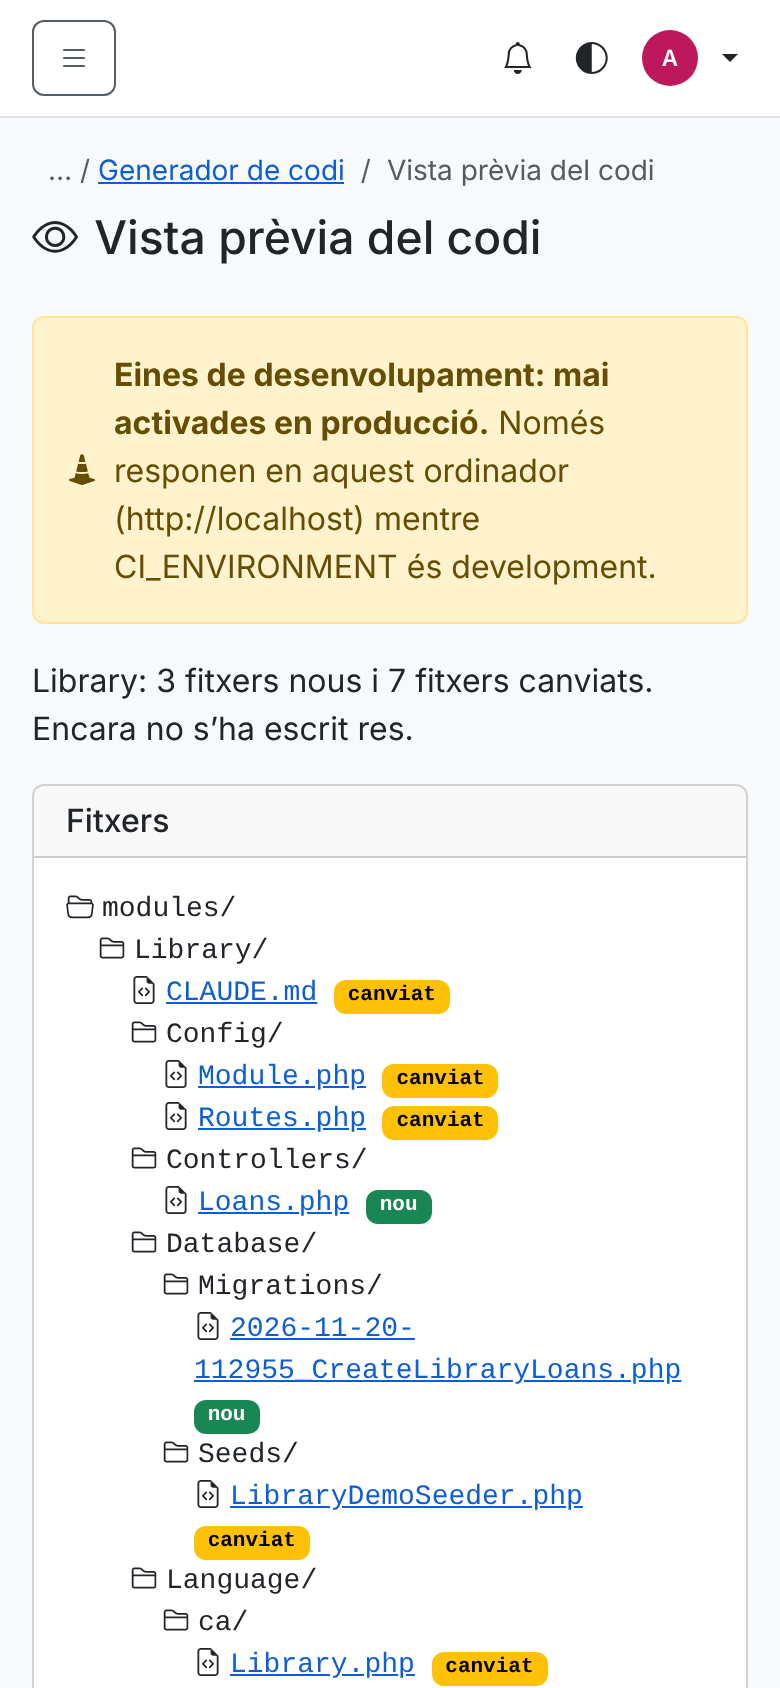 A
... / Generador de codi / Vista prèvia del codi
Vista prèvia del codi
Eines de desenvolupament: mai
activades en producció. Només
responen en aquest ordinador
(http://localhost) mentre
CI_ENVIRONMENT és development.
Library: 3 fitxers nous i 7 fitxers canviats.
Encara no s’ha escrit res.
Fitxers
modules/
Library/
CLAUDE.md canviat
Config/
Module.php canviat
Routes.php canviat
Controllers/
Loans.php nou
Database/
Migrations/
2026-11-20-
112955_CreateLibraryLoans.php
nou
Seeds/
LibraryDemoSeeder.php
canviat
Language/
ca/
Library.php canviat